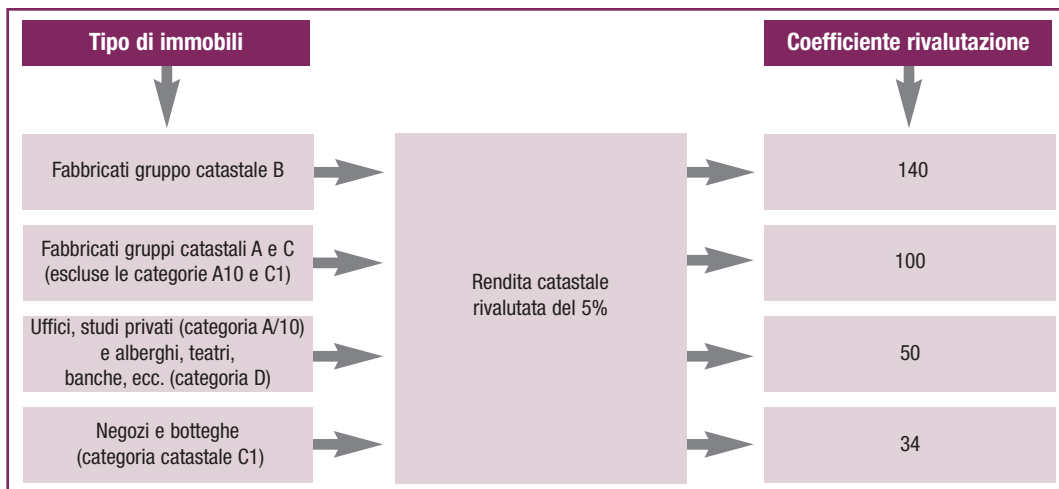 Tipo di immobili
Coefficiente rivalutazione
Fabbricati gruppo catastale B
140
Fabbricati gruppi catastali A e C
(escluse le categorie A10 e C1)
100
Rendita catastale
rivalutata del 5%
Uffici, studi privati (categoria A/10)
e alberghi, teatri,
banche, ecc. (categoria D)
50
Negozi e botteghe
(categoria catastale C1)
34